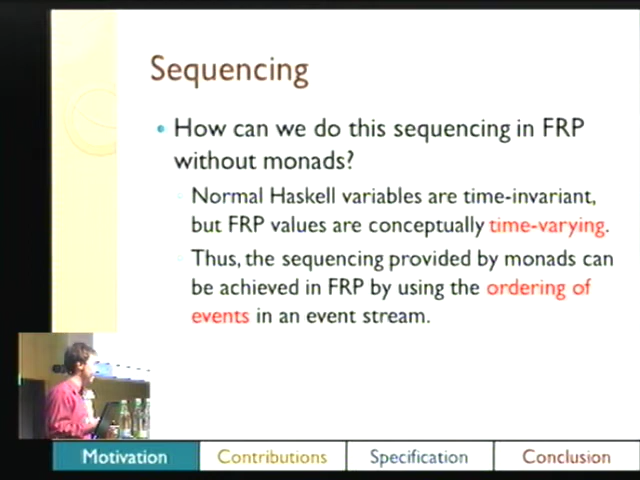 Sequencing
How can we do this sequencing in FRP
without monads?
Normal Haskell variables are time-invariant,
but FRP values are conceptually time-varying.
Thus, the sequencing provided by monads can
be achieved in FRP by using the ordering of
events in an event stream.
Motivation
Contributions
Specification
Conclusion